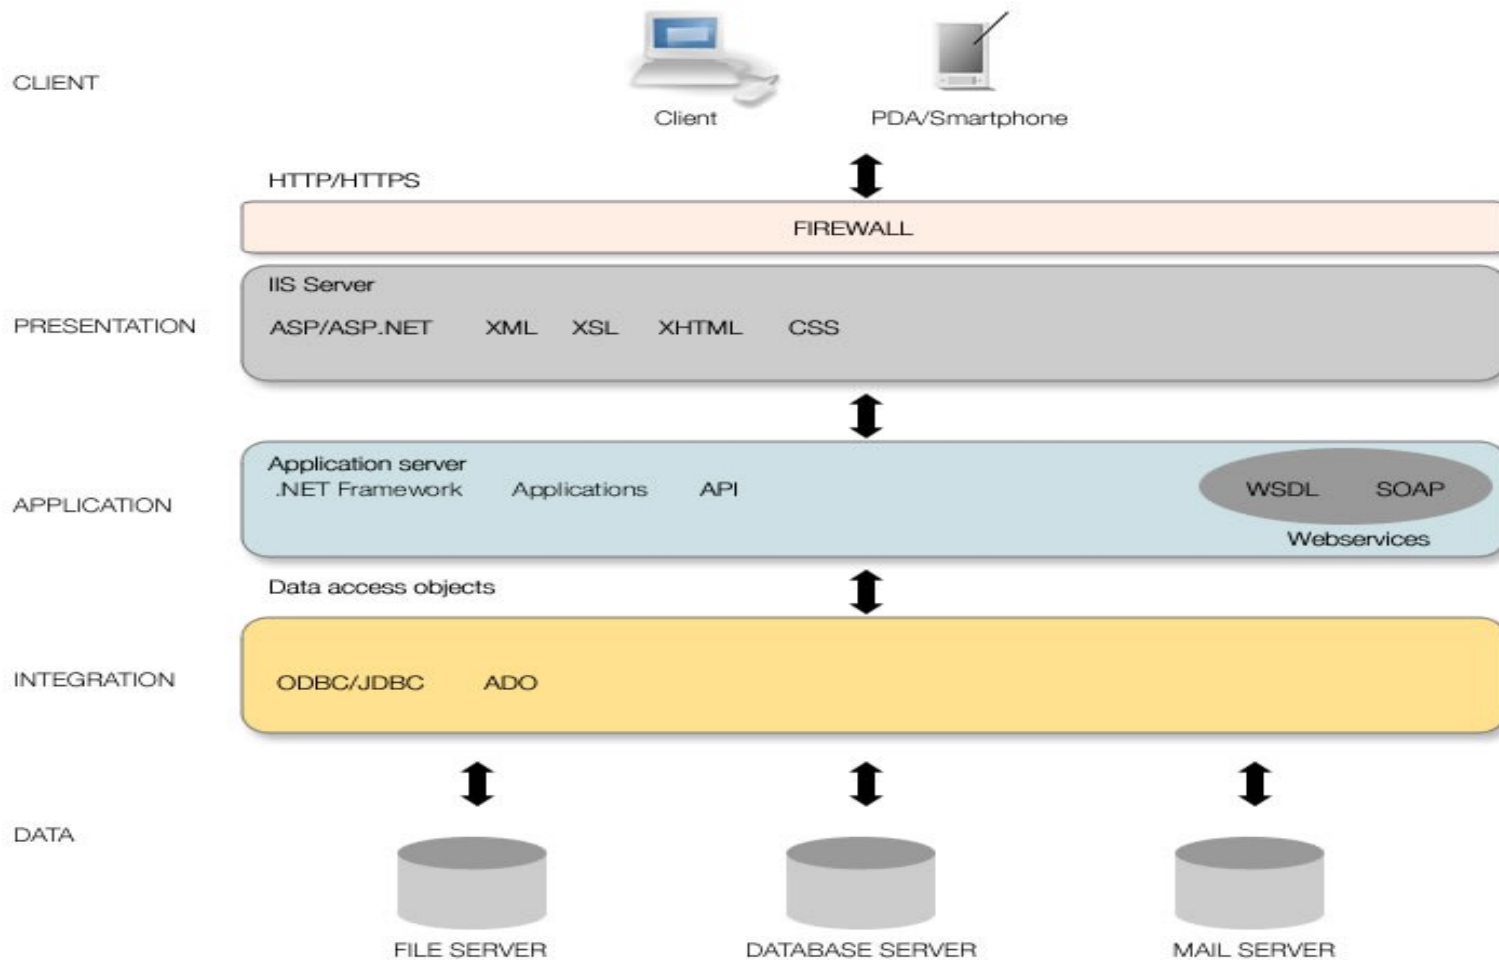 CLIENT
Client PDA/Smartphone
HTTP/HTTPS
FIREWALL
IIS Server
PRESENTATION ASP/ASP.NET XML XSL XHTML CSS
Application server
.NET Framework Applications API WSDL SOAP
APPLICATION
Webservices
Data access objects
INTEGRATION ODBC/JDBC ADO
DATA
FILE SERVER DATABASE SERVER MAIL SERVER